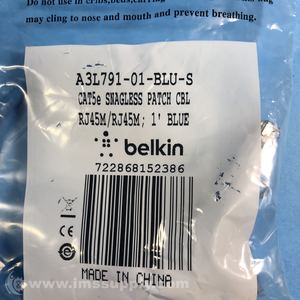 Do not use in cribs, beds, carriages
may cling to nose and mouth and prevent breathing.
A3L791-01-BLU-S
CAT5e SNAGLESS PATCH CBL
RJ45M/RJ45M; 1' BLUE
belkin
722868152386
MADE IN CHINA
© www.imssupply.com